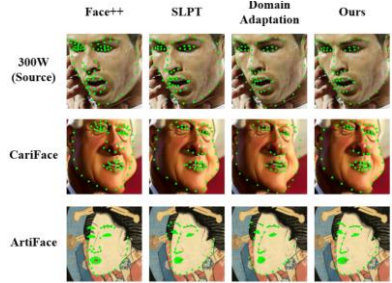 Face++ SLPT Domain Adaptation Ours
300W (Source)
CariFace
ArtiFace